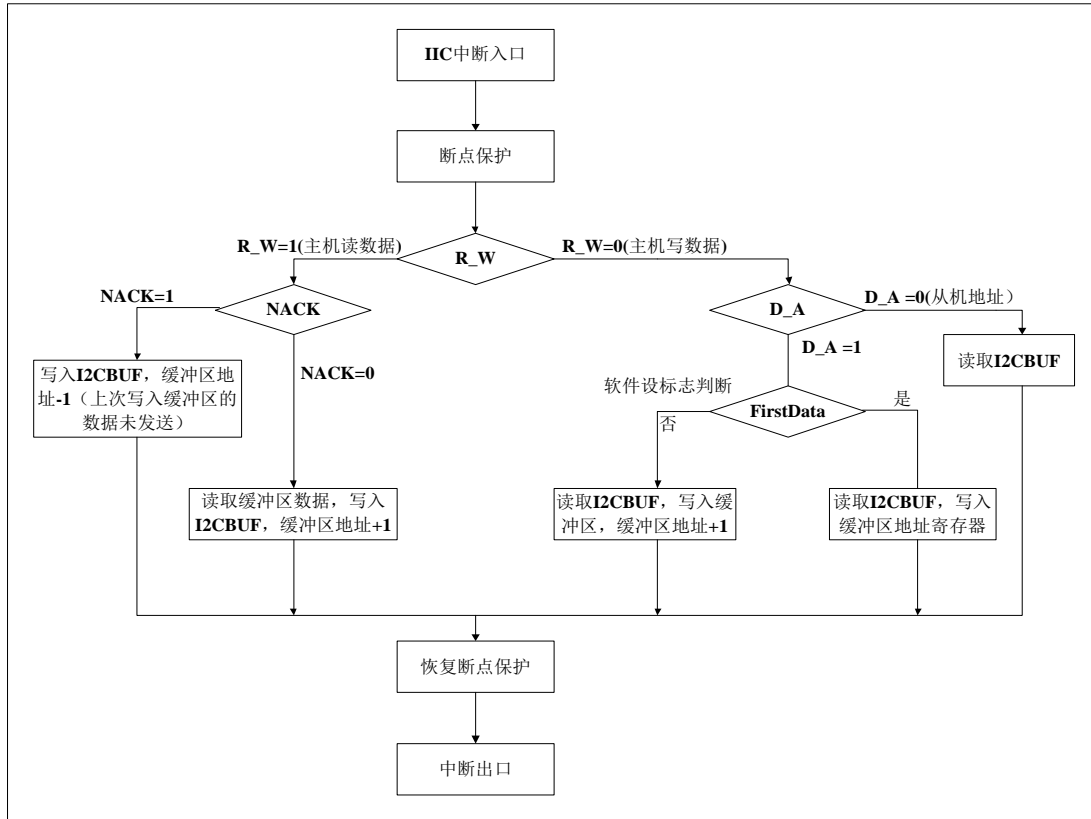 IIC中断入口
断点保护
R_W=1(主机读数据)
R_W=0(主机写数据)
R_W
NACK=1
NACK
D_A
D_A =0(从机地址）
NACK=0
D_A =1
写入I2CBUF，缓冲区地
址-1（上次写入缓冲区的
数据未发送）
读取I2CBUF
软件设标志判断
FirstData
否
是
读取缓冲区数据，写入
I2CBUF，缓冲区地址+1
读取I2CBUF，写入缓
冲区，缓冲区地址+1
读取I2CBUF，写入
缓冲区地址寄存器
恢复断点保护
中断出口